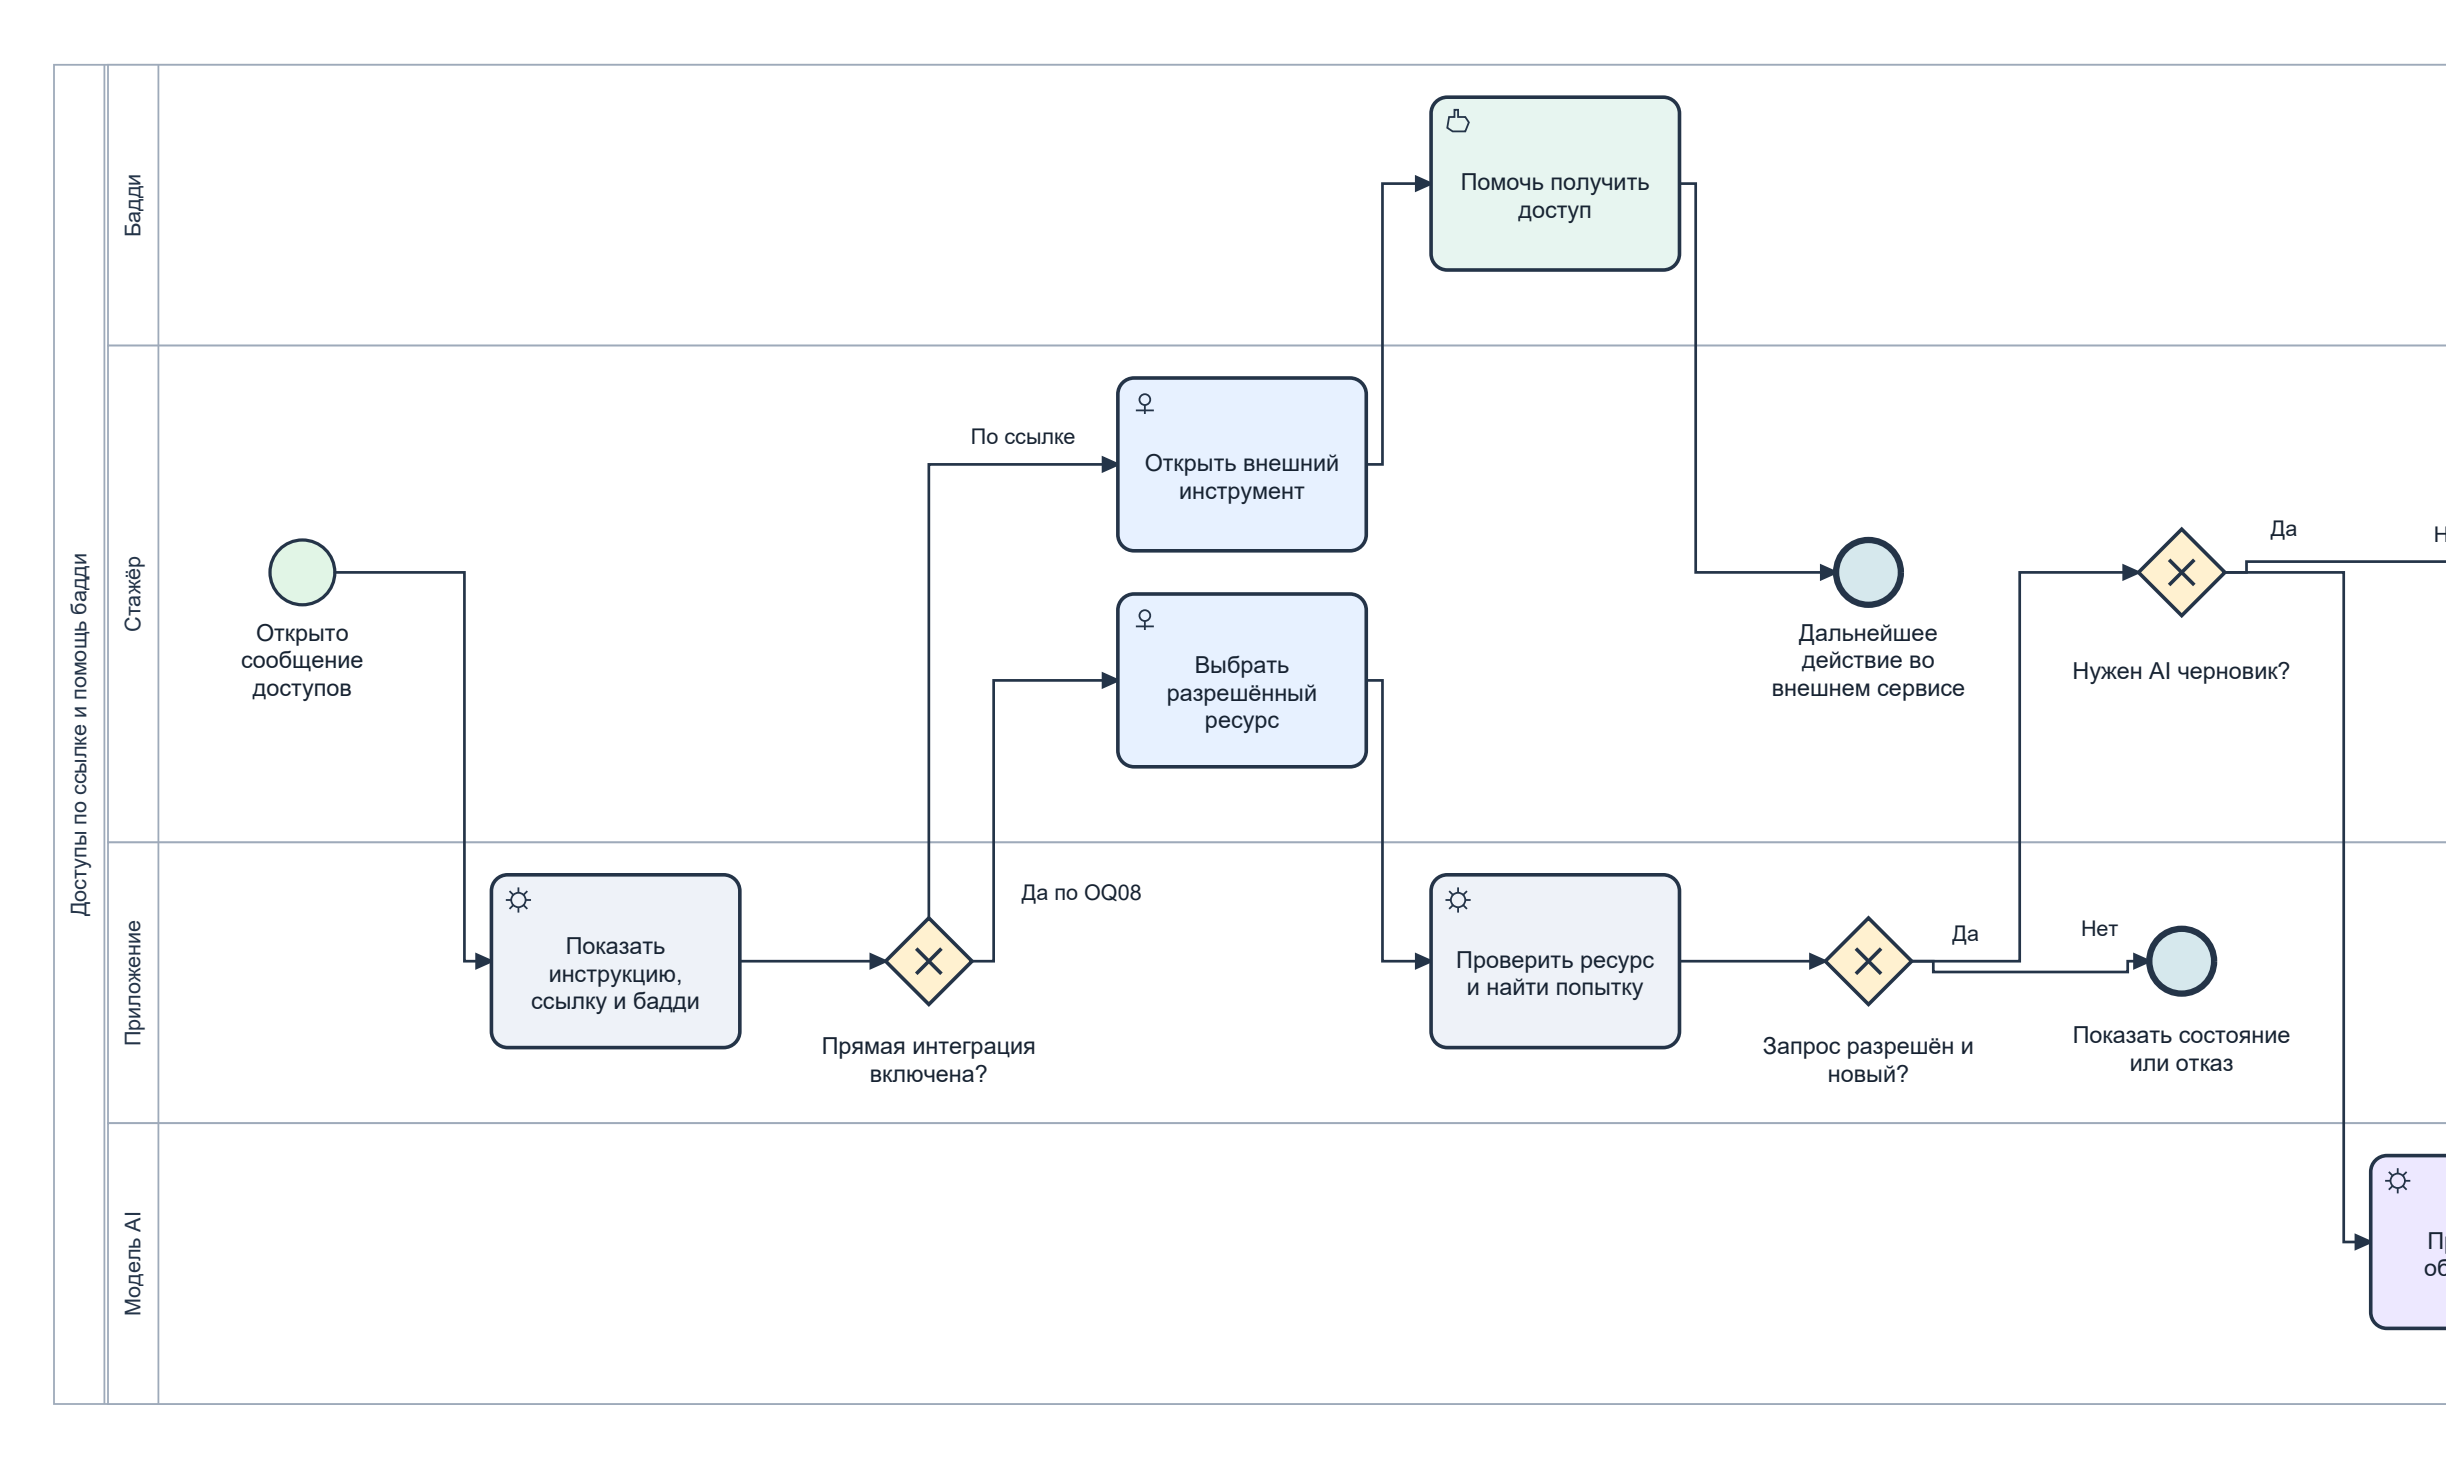 Доступы по ссылке и помощь бадди
Бадди
Помочь получить
доступ
Стажёр
Открыто
сообщение
доступов
По ссылке
Открыть внешний
инструмент
Выбрать
разрешённый
ресурс
Дальнейшее
действие во
внешнем сервисе
Нужен AI черновик?
Да
Приложение
Показать
инструкцию,
ссылку и бадди
Прямая интеграция
включена?
Да по OQ08
Проверить ресурс
и найти попытку
Запрос разрешён и
новый?
Да
Нет
Показать состояние
или отказ
Модель AI